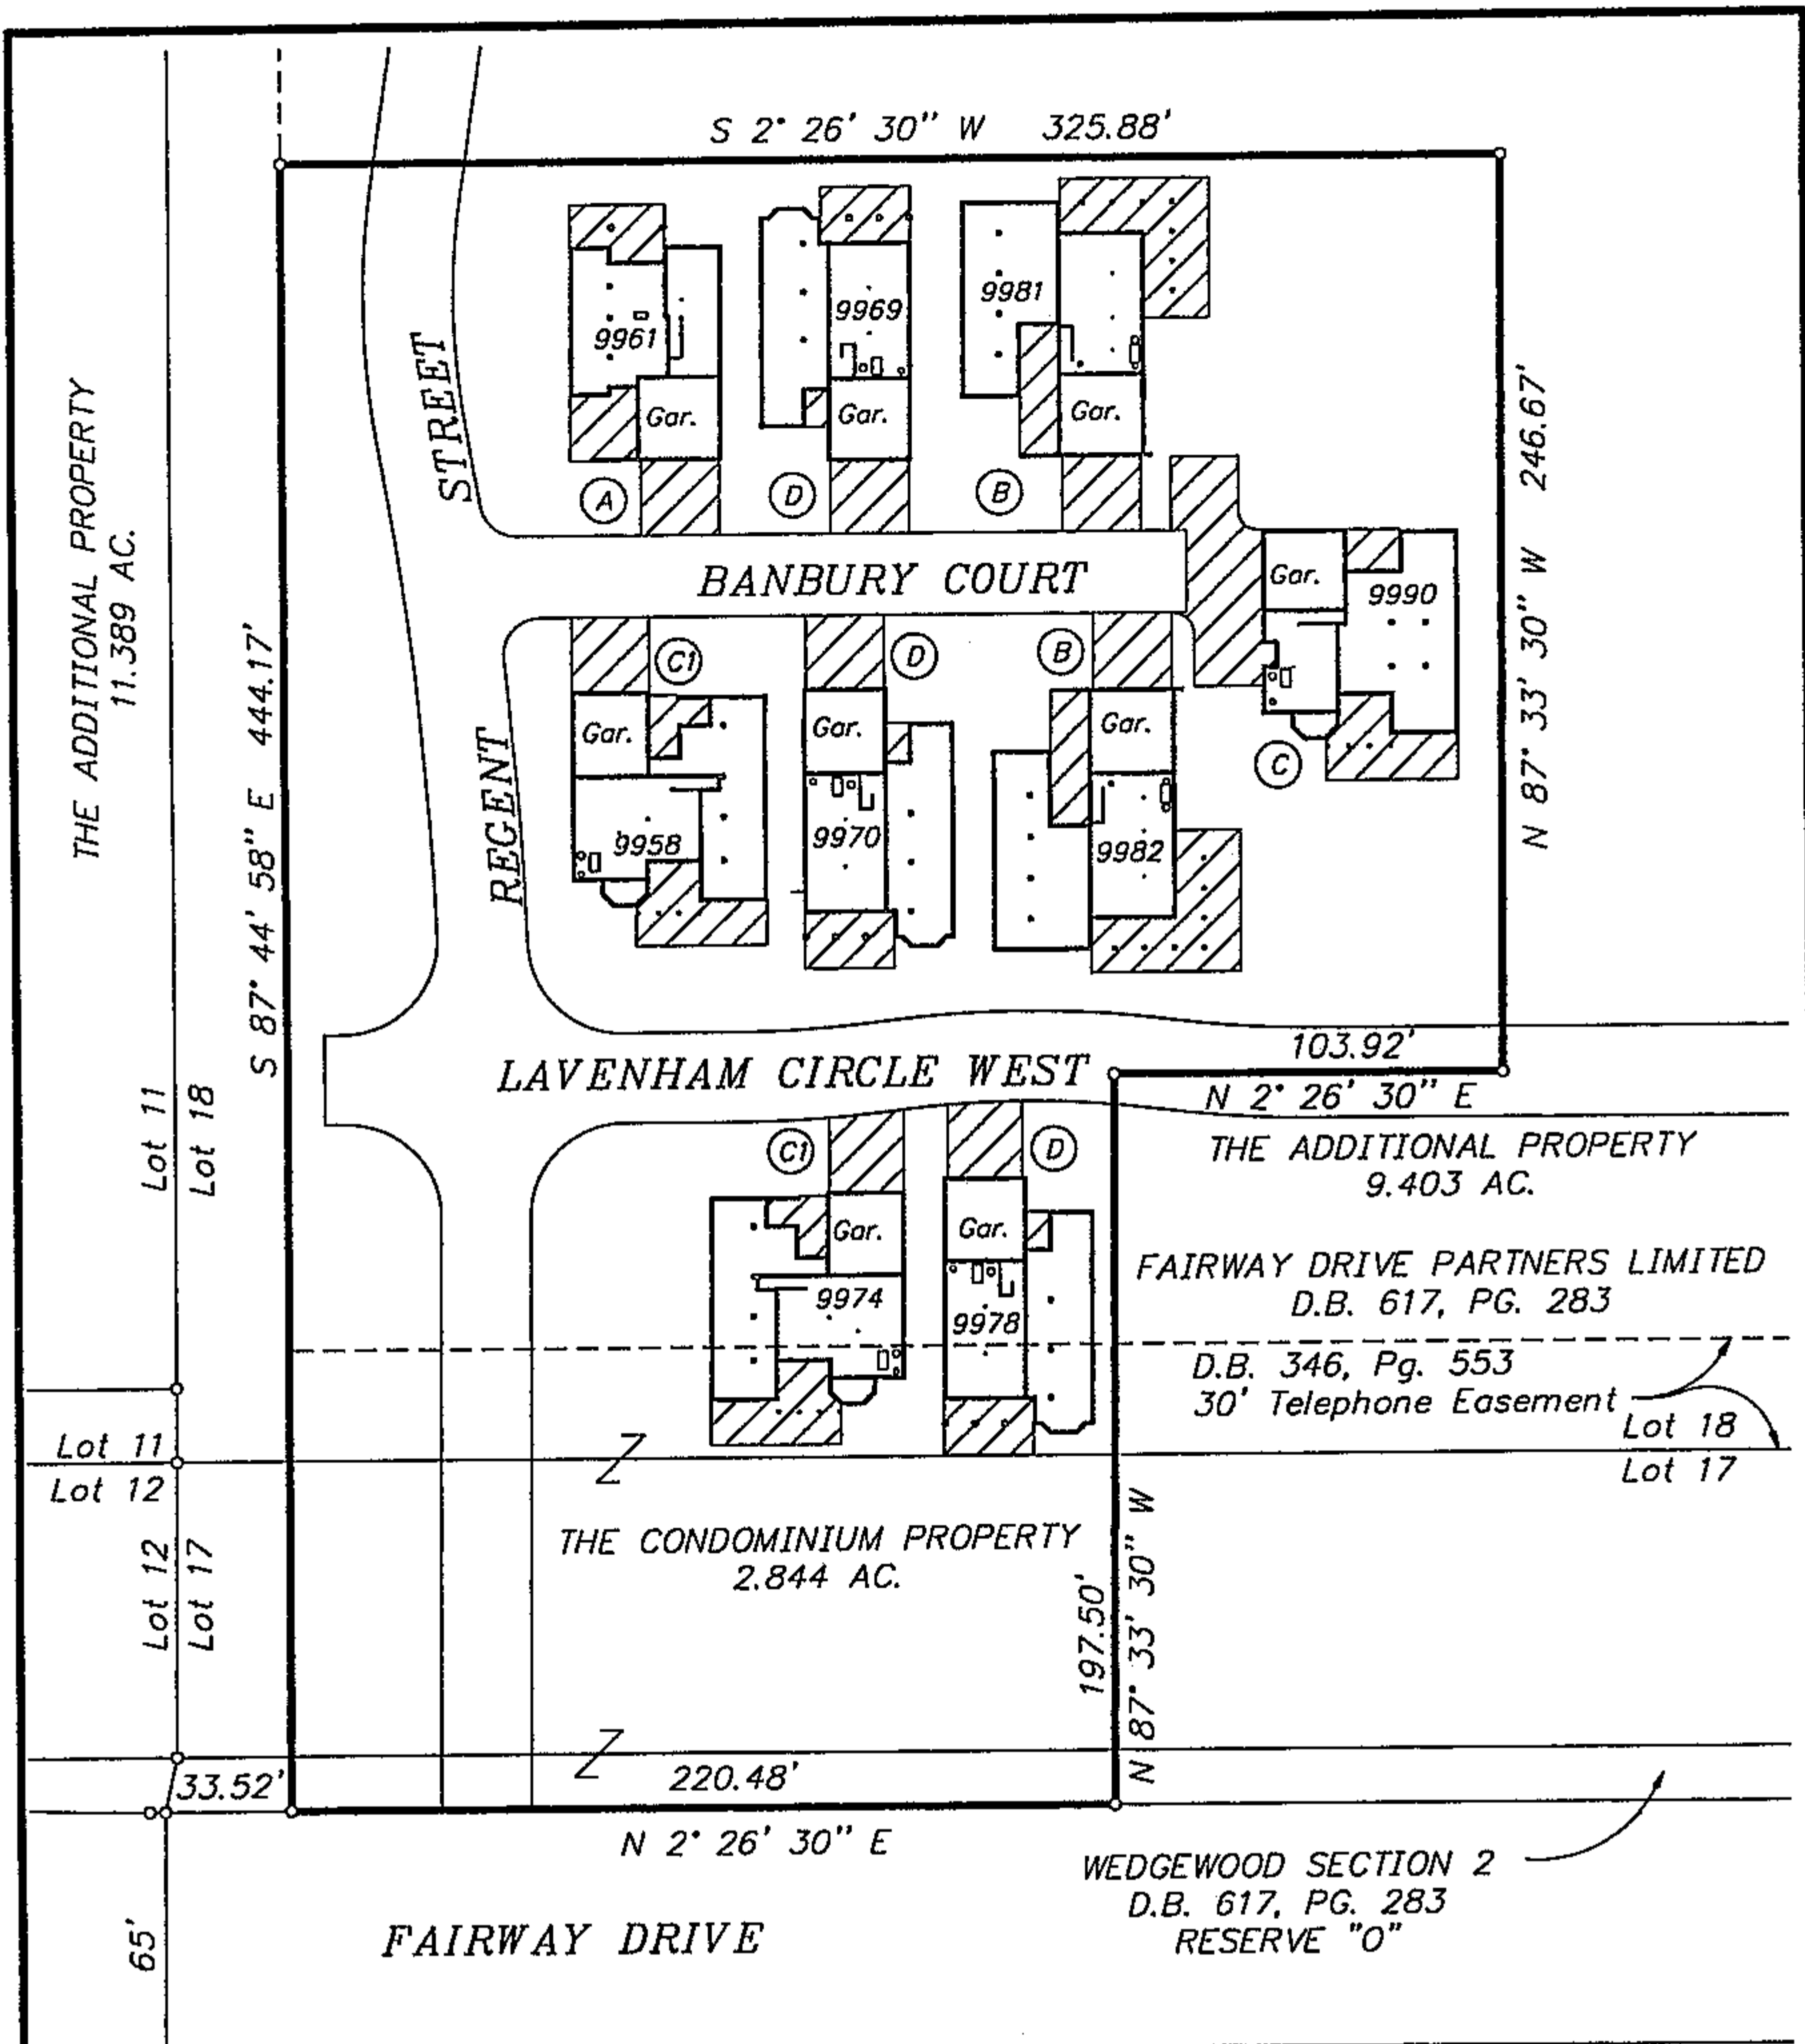 S 2° 26' 30" W 325.88'
THE ADDITIONAL PROPERTY
11.389 AC.
S 87° 44' 58" E 444.17'
STREET
REGENT
9961
9969
9981
Gar.
Gar.
Gar.
A
D
B
246.67'
N 87° 33' 30" W
BANBURY COURT
Gar.
9990
C1
D
B
Gar.
Gar.
Gar.
C
9958
9970
9982
103.92'
LAVENHAM CIRCLE WEST
N 2° 26' 30" E
Lot 11
Lot 18
C1
D
THE ADDITIONAL PROPERTY
9.403 AC.
Gar.
Gar.
9974
9978
FAIRWAY DRIVE PARTNERS LIMITED
D.B. 617, PG. 283
D.B. 346, Pg. 553
30' Telephone Easement
Lot 18
Lot 17
Lot 11
Lot 12
Z
THE CONDOMINIUM PROPERTY
2.844 AC.
Lot 12
Lot 17
197.50'
N 87° 33' 30" W
Z
33.52'
220.48'
N 2° 26' 30" E
WEDGEWOOD SECTION 2
D.B. 617, PG. 283
RESERVE "O"
65'
FAIRWAY DRIVE